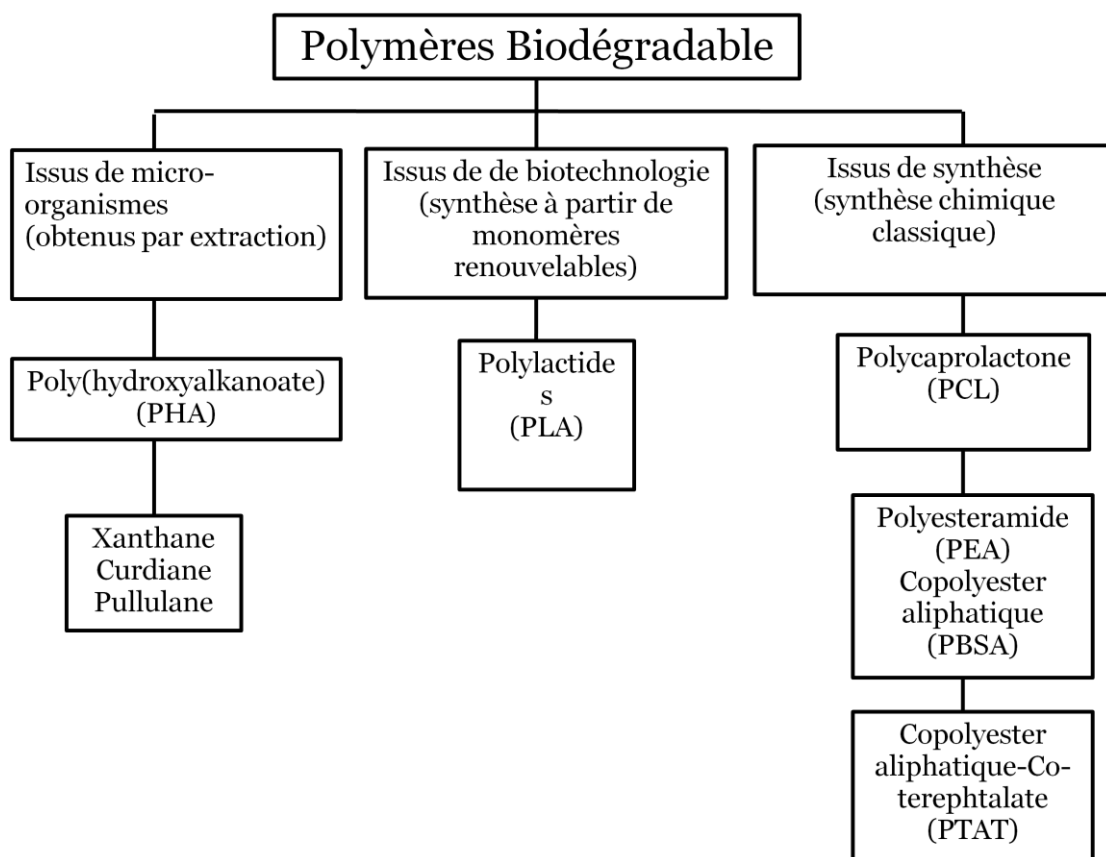 Polymères Biodégradable
Issus de micro-
organismes
(obtenus par extraction)
Poly(hydroxyalkanoate)
(PHA)
Xanthane
Curdiane
Pullulane
Issus de de biotechnologie
(synthèse à partir de
monomères
renouvelables)
Polylactide
s
(PLA)
Issus de synthèse
(synthèse chimique
classique)
Polycaprolactone
(PCL)
Polyesteramide
(PEA)
Copolyester
aliphatique
(PBSA)
Copolyester
aliphatique-Co-
terephtalate
(PTAT)